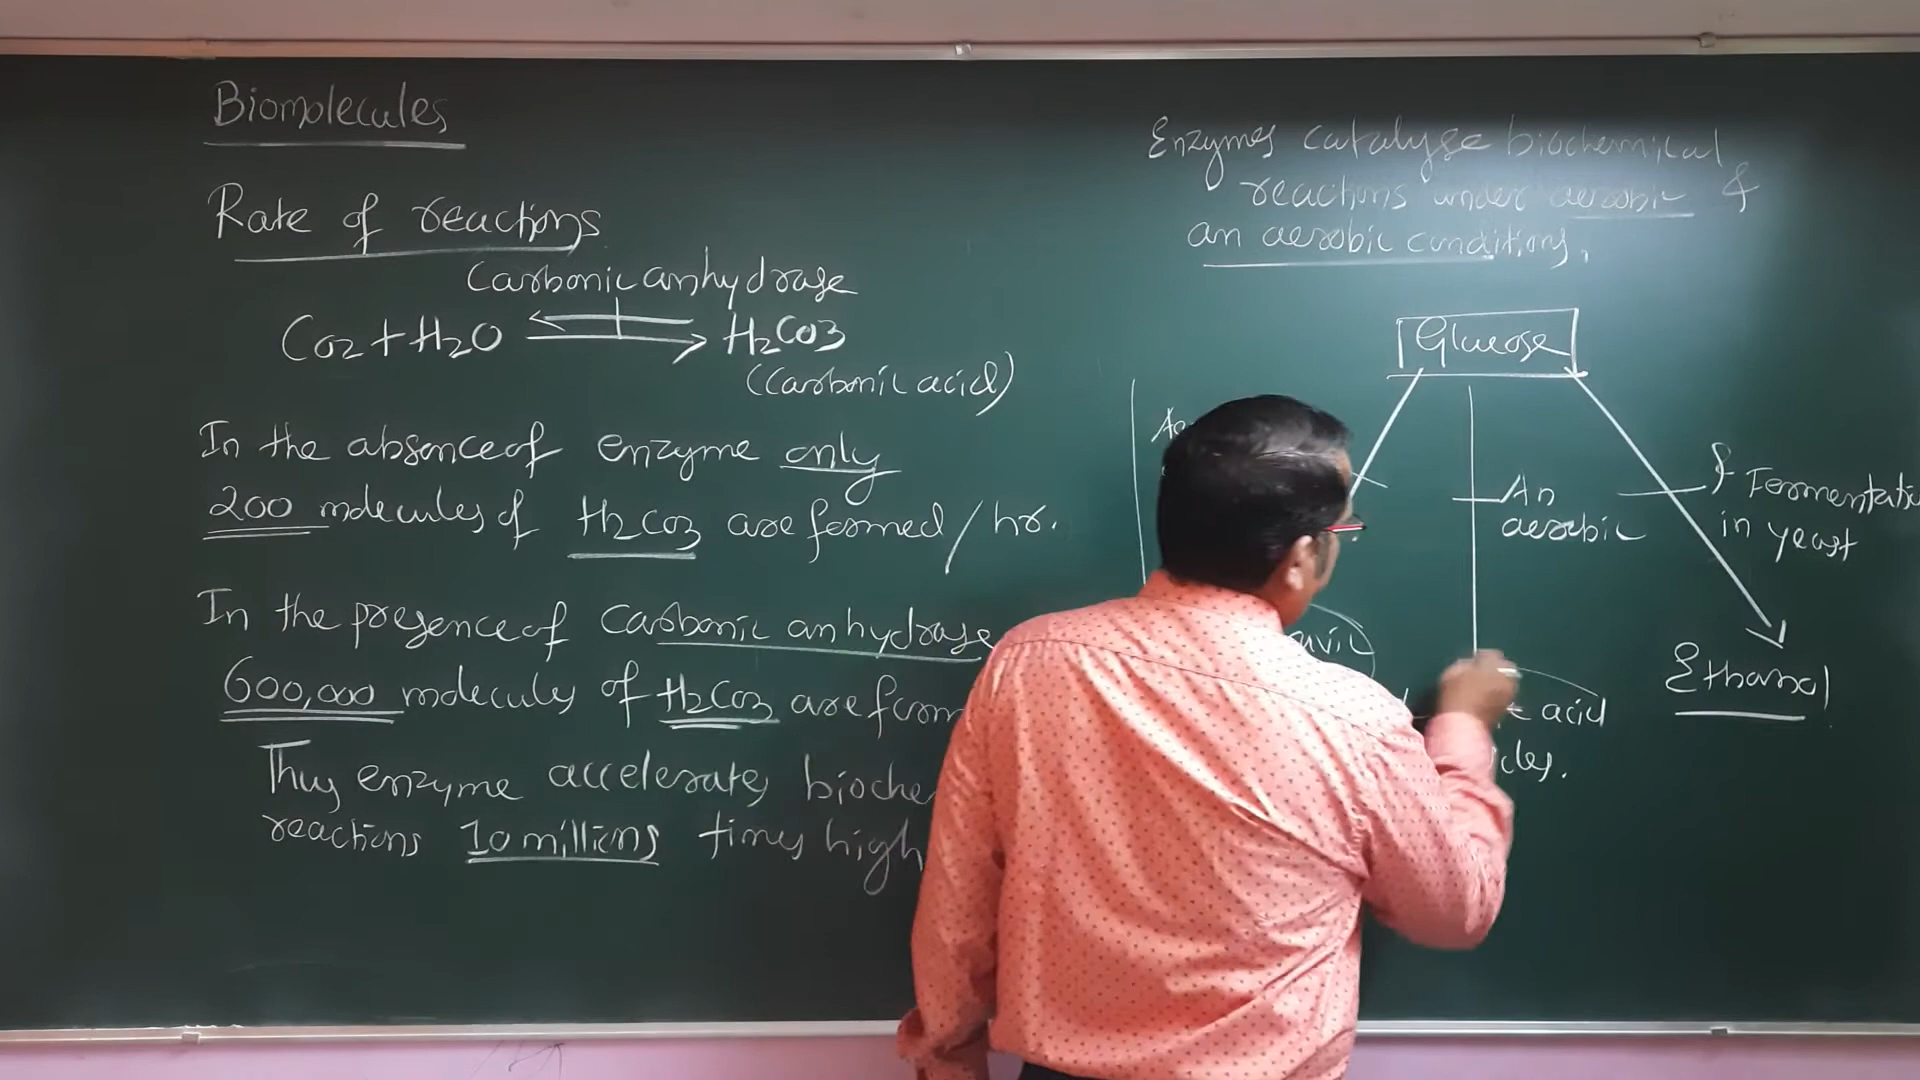 Biomolecules
Rate of reactions
Carbonic anhydrase
CO2 + H2O H2CO3
(Carbonic acid)
In the absence of enzyme only
200 molecules of H2CO3 are formed / hr.
In the presence of Carbonic anhydrase
600,000 molecules of H2CO3 are form
Thus enzyme accelerates bioche
reactions 10 millions times high
Enzymes catalyse biochemical
reactions under aerobic &
an aerobic conditions.
Glucose
An
aerobic
Fermentatio
in yeast
acid
Ethanol